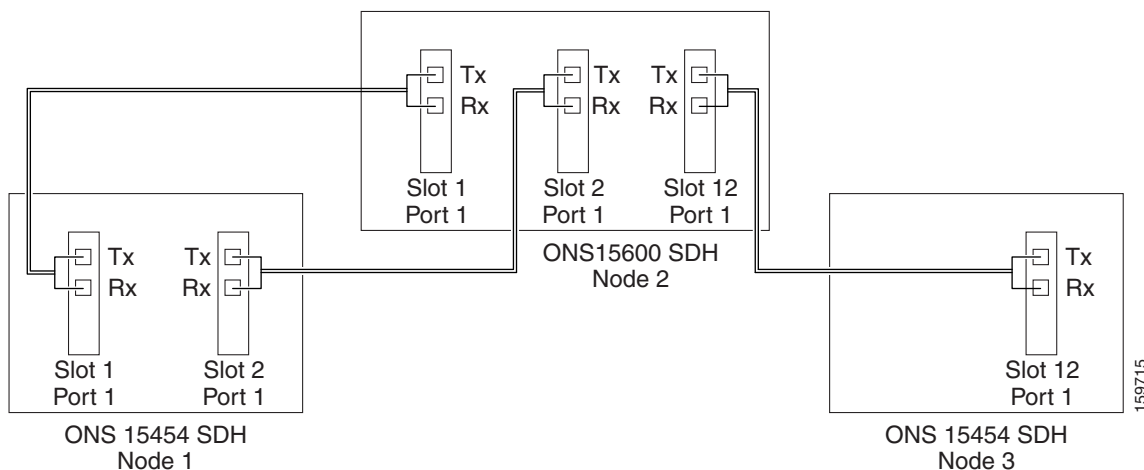 Tx Tx Tx
Rx Rx Rx
Slot 1 Slot 2 Slot 12
Port 1 Port 1 Port 1
ONS15600 SDH
Node 2
Tx Tx
Rx Rx
Slot 1 Slot 2
Port 1 Port 1
ONS 15454 SDH
Node 1
Tx
Rx
Slot 12
Port 1
ONS 15454 SDH
Node 3
159715